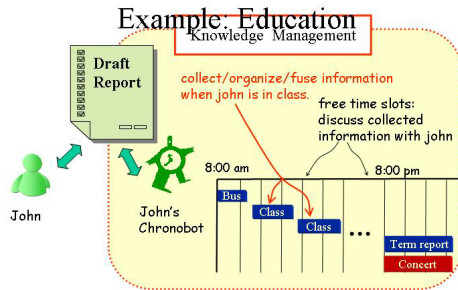 Example: Education
Knowledge Management
Draft
Report
collect/organize/fuse information
when john is in class.
free time slots:
discuss collected
information with john
8:00 am
8:00 pm
John
John's
Chronobot
Bus
Class
Class
...
Term report
Concert